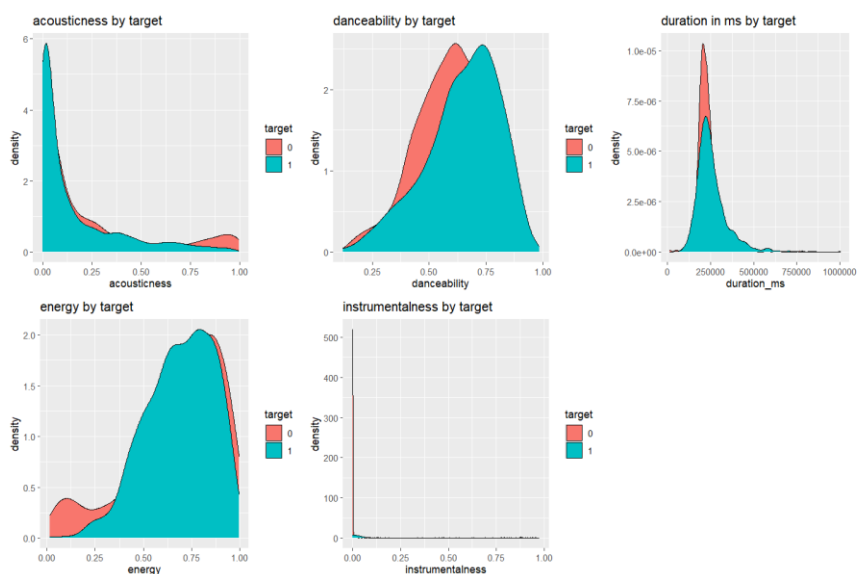 acousticness by target
6
4
2
0
density
0.00
0.25
0.50
0.75
1.00
acousticness
target
0
1
danceability by target
2
1
0
density
0.25
0.50
0.75
1.00
danceability
target
0
1
duration in ms by target
1.0e-05
7.5e-06
5.0e-06
2.5e-06
0.0e+00
density
0
250000
500000
750000
1000000
duration_ms
target
0
1
energy by target
2.0
1.5
1.0
0.5
0.0
density
0.00
0.25
0.50
0.75
1.00
energy
target
0
1
instrumentalness by target
500
400
300
200
100
0
density
0.00
0.25
0.50
0.75
1.00
instrumentalness
target
0
1